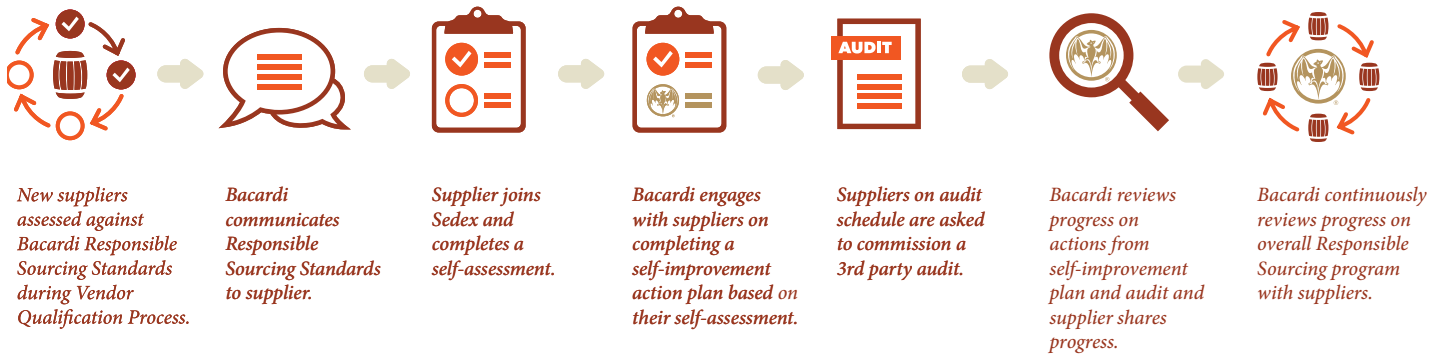 AUDIT
New suppliers
assessed against
Bacardi Responsible
Sourcing Standards
during Vendor
Qualification Process.
Bacardi
communicates
Responsible
Sourcing Standards
to supplier.
Supplier joins
Sedex and
completes a
self-assessment.
Bacardi engages
with suppliers on
completing a
self-improvement
action plan based on
their self-assessment.
Suppliers on audit
schedule are asked
to commission a
3rd party audit.
Bacardi reviews
progress on
actions from
self-improvement
plan and audit and
supplier shares
progress.
Bacardi continuously
reviews progress on
overall Responsible
Sourcing program
with suppliers.